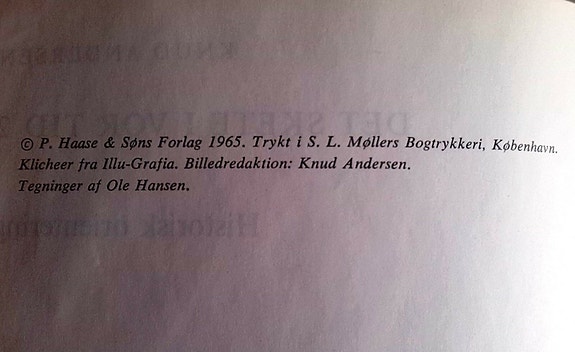 © P. Haase & Søns Forlag 1965. Trykt i S. L. Møllers Bogtrykkeri, København.
Klicheer fra Illu-Grafia. Billedredaktion: Knud Andersen.
Tegninger af Ole Hansen.